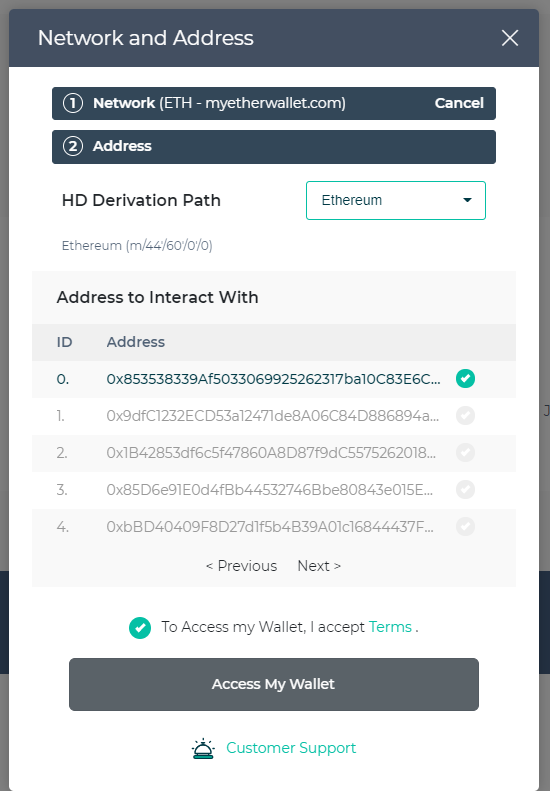 Network and Address
1 Network (ETH - myetherwallet.com) Cancel
2 Address
HD Derivation Path Ethereum
Ethereum (m/44'/60'/0'/0)
Address to Interact With
ID Address
0. 0x853538339Af5033069925262317ba10C83E6C...
1. 0x9dfC1232ECD53a12471de8A06C84D886894a...
2. 0x1B42853df6c5f47860A8D87f9dC5575262018...
3. 0x85D6e91E0d4fBb44532746Bbe80843e015E...
4. 0xbBD40409F8D27d1f5b4B39A01c16844437F...
< Previous Next >
To Access my Wallet, I accept Terms .
Access My Wallet
Customer Support